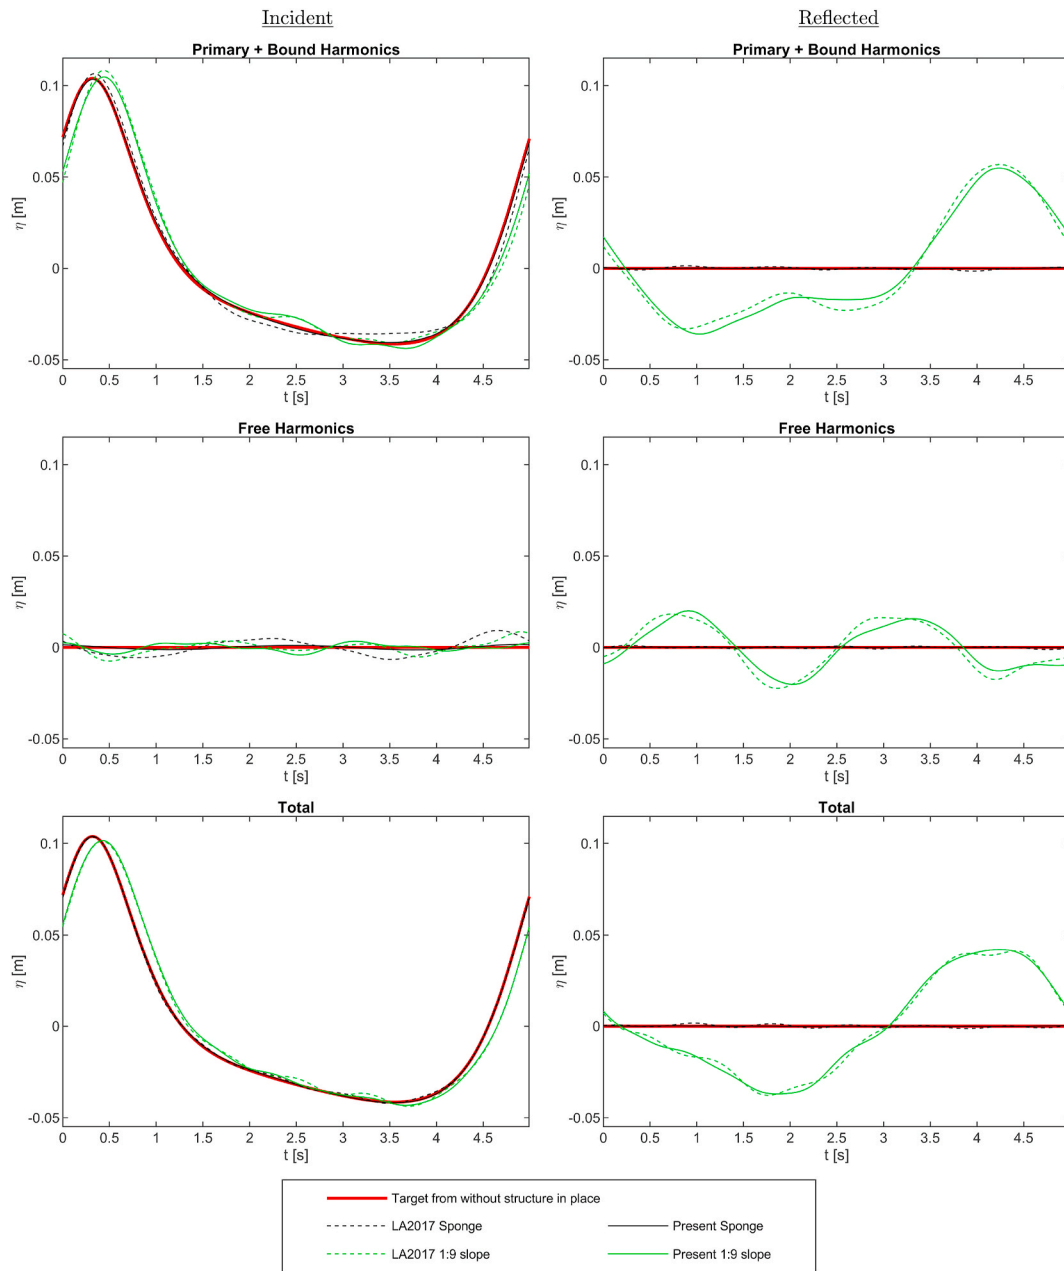 Incident
Reflected
Primary + Bound Harmonics
0.1
0.05
0
-0.05
η [m]
0 0.5 1 1.5 2 2.5 3 3.5 4 4.5
t [s]
Primary + Bound Harmonics
0.1
0.05
0
-0.05
η [m]
0 0.5 1 1.5 2 2.5 3 3.5 4 4.5
t [s]
Free Harmonics
0.1
0.05
0
-0.05
η [m]
0 0.5 1 1.5 2 2.5 3 3.5 4 4.5
t [s]
Free Harmonics
0.1
0.05
0
-0.05
η [m]
0 0.5 1 1.5 2 2.5 3 3.5 4 4.5
t [s]
Total
0.1
0.05
0
-0.05
η [m]
0 0.5 1 1.5 2 2.5 3 3.5 4 4.5
t [s]
Total
0.1
0.05
0
-0.05
η [m]
0 0.5 1 1.5 2 2.5 3 3.5 4 4.5
t [s]
Target from without structure in place
LA2017 Sponge
Present Sponge
LA2017 1:9 slope
Present 1:9 slope